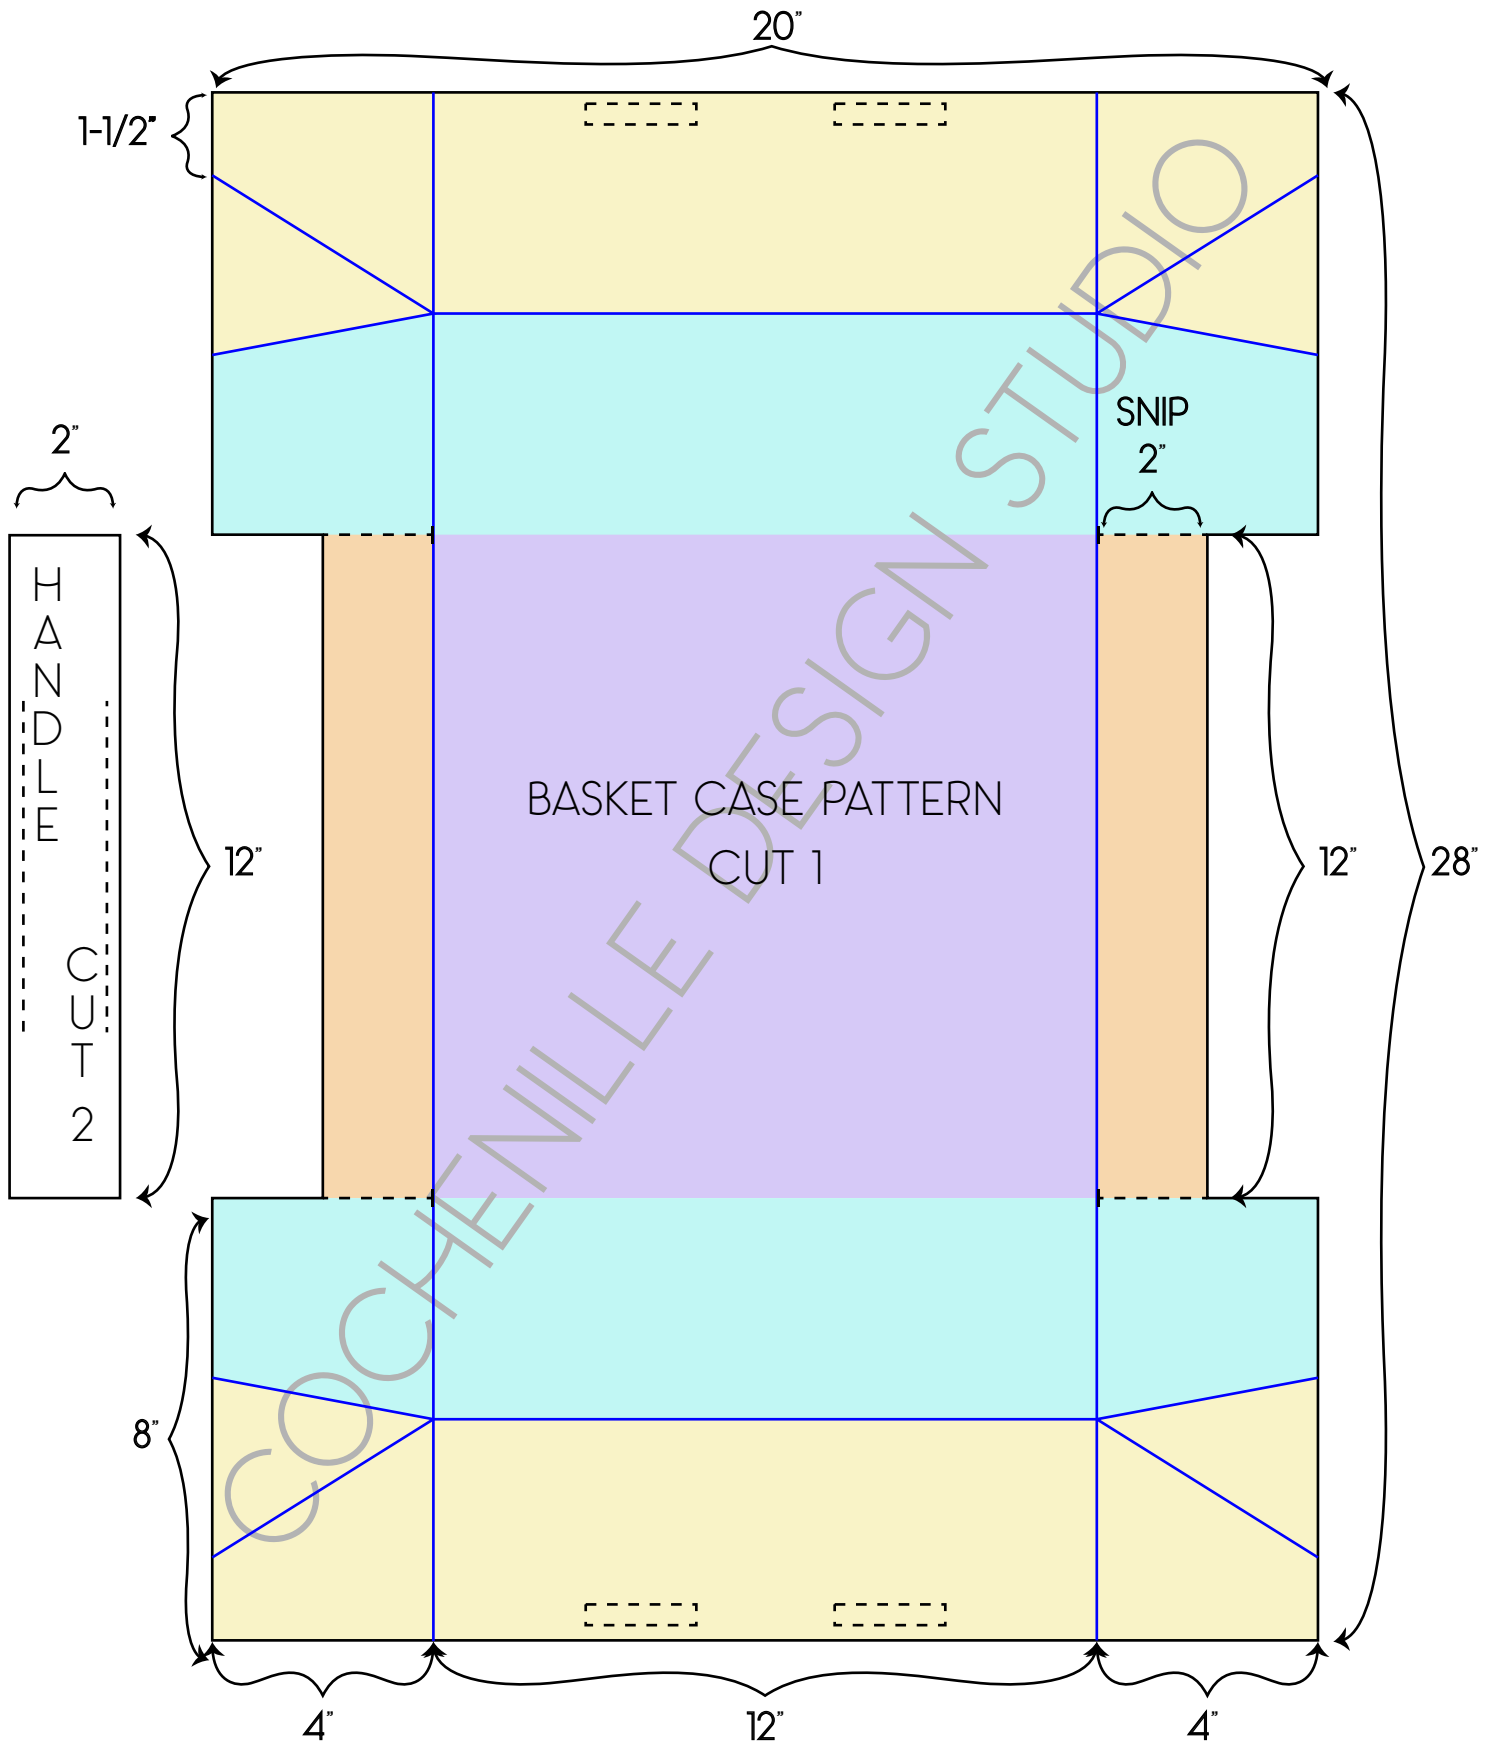 20"
1-1/2"
SNIP
2"
2"
HANDLE
CUT 2
12"
BASKET CASE PATTERN
CUT 1
12"
28"
8"
4"
12"
4"
COCHENILLE DESIGN STUDIO